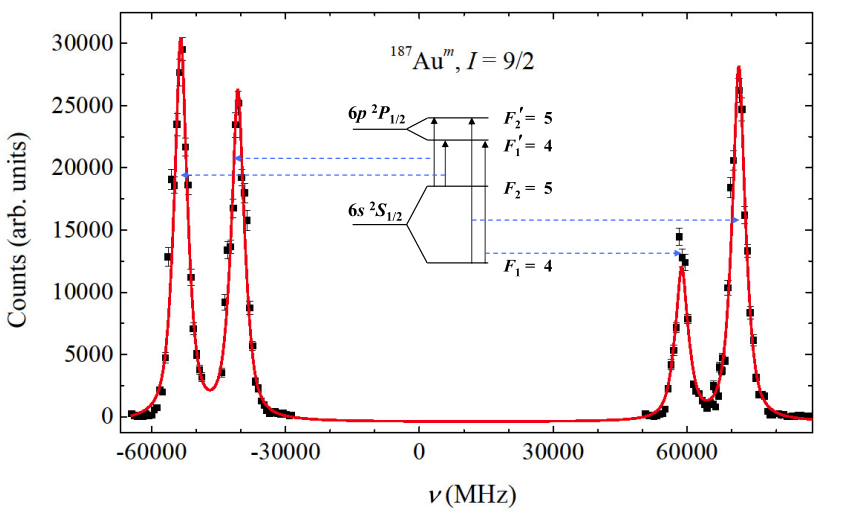 30000
25000
20000
15000
10000
5000
0
Counts (arb. units)
¹⁸⁷Auᵐ, I = 9/2
6p ²P₁/₂
F₂′ = 5
F₁′ = 4
F₂ = 5
6s ²S₁/₂
F₁ = 4
-60000 -30000 0 30000 60000
ν (MHz)